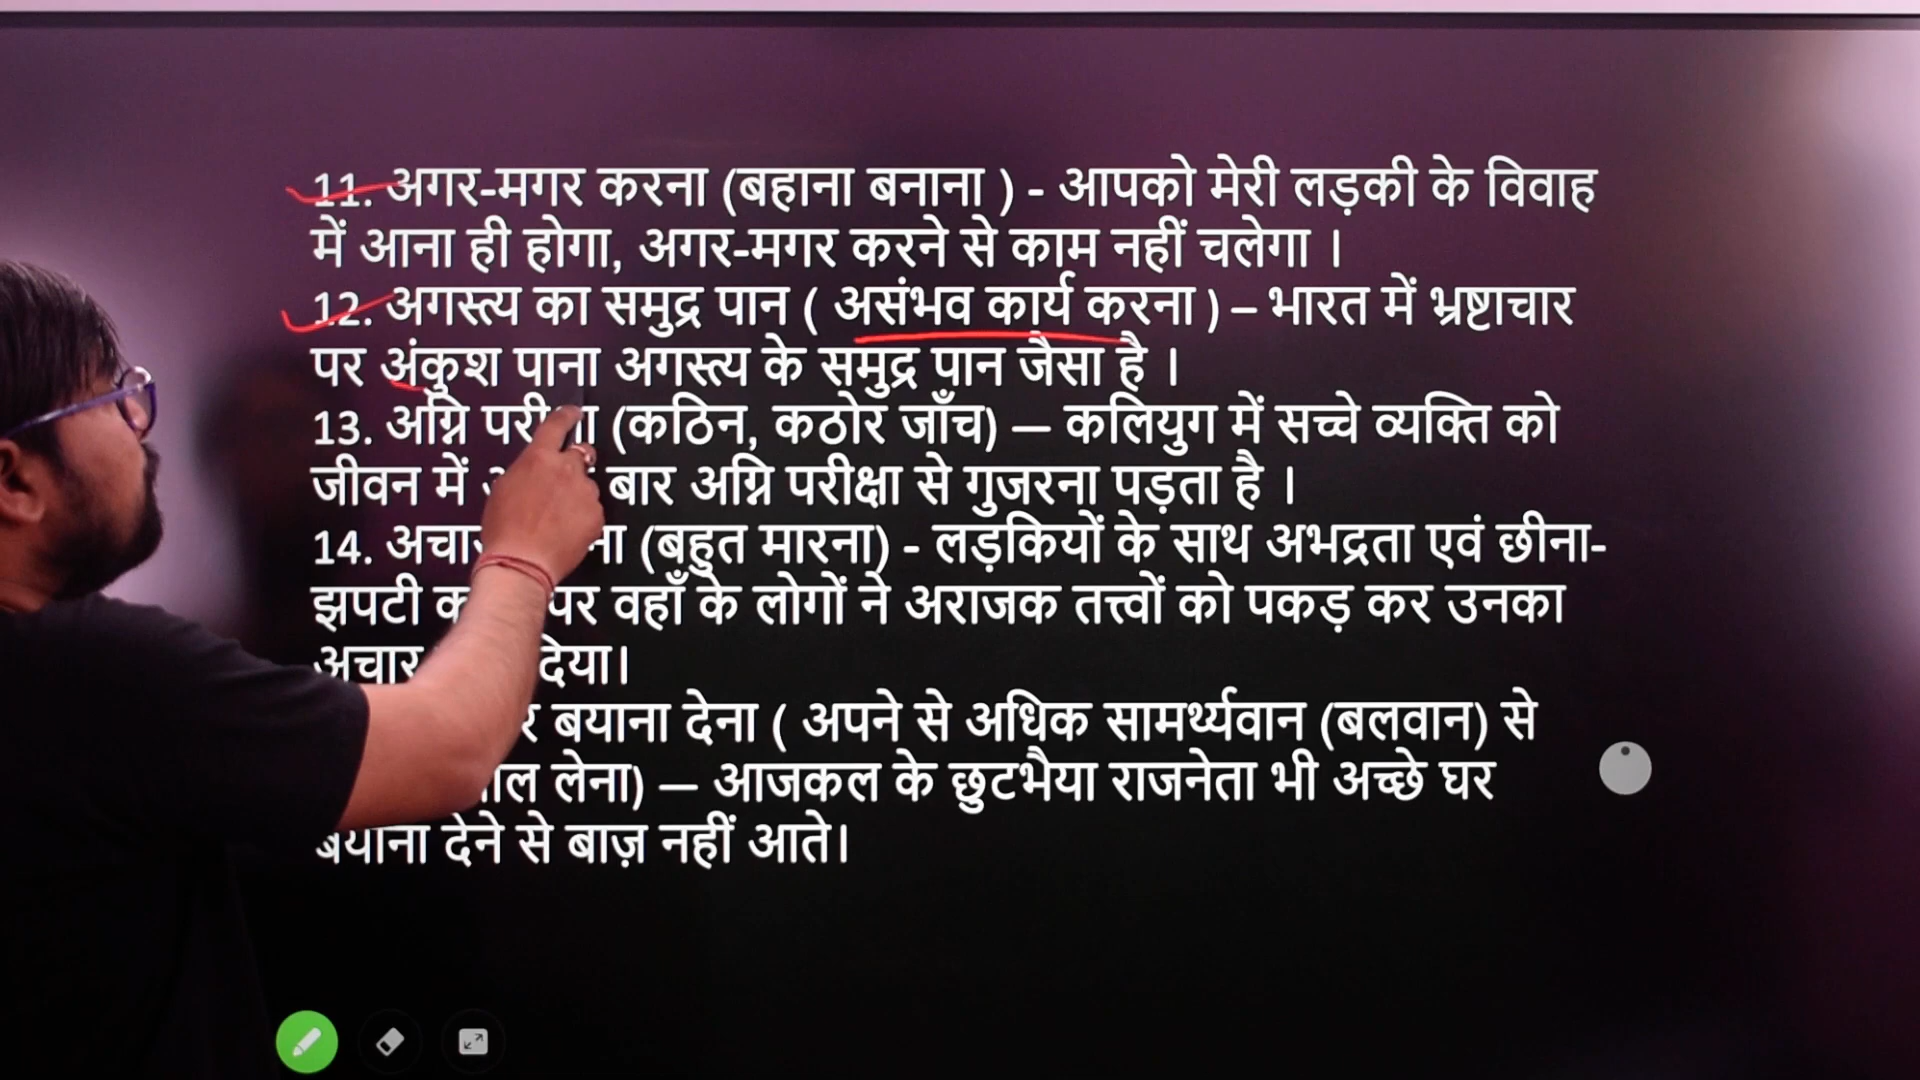 11. अगर-मगर करना (बहाना बनाना ) - आपको मेरी लड़की के विवाह
में आना ही होगा, अगर-मगर करने से काम नहीं चलेगा ।
12. अगस्त्य का समुद्र पान ( असंभव कार्य करना ) – भारत में भ्रष्टाचार
पर अंकुश पाना अगस्त्य के समुद्र पान जैसा है ।
13. अग्नि (कठिन, कठोर जाँच) — कलियुग में सच्चे व्यक्ति को
जीवन में बार अग्नि परीक्षा से गुजरना पड़ता है ।
14. (बहुत मारना) - लड़कियों के साथ अभद्रता एवं छीना-
झपटी पर वहाँ के लोगों ने अराजक तत्त्वों को पकड़ कर उनका
अचार दिया।
बयाना देना ( अपने से अधिक सामर्थ्यवान (बलवान) से
लेना) — आजकल के छुटभैया राजनेता भी अच्छे घर
बयाना देने से बाज़ नहीं आते।